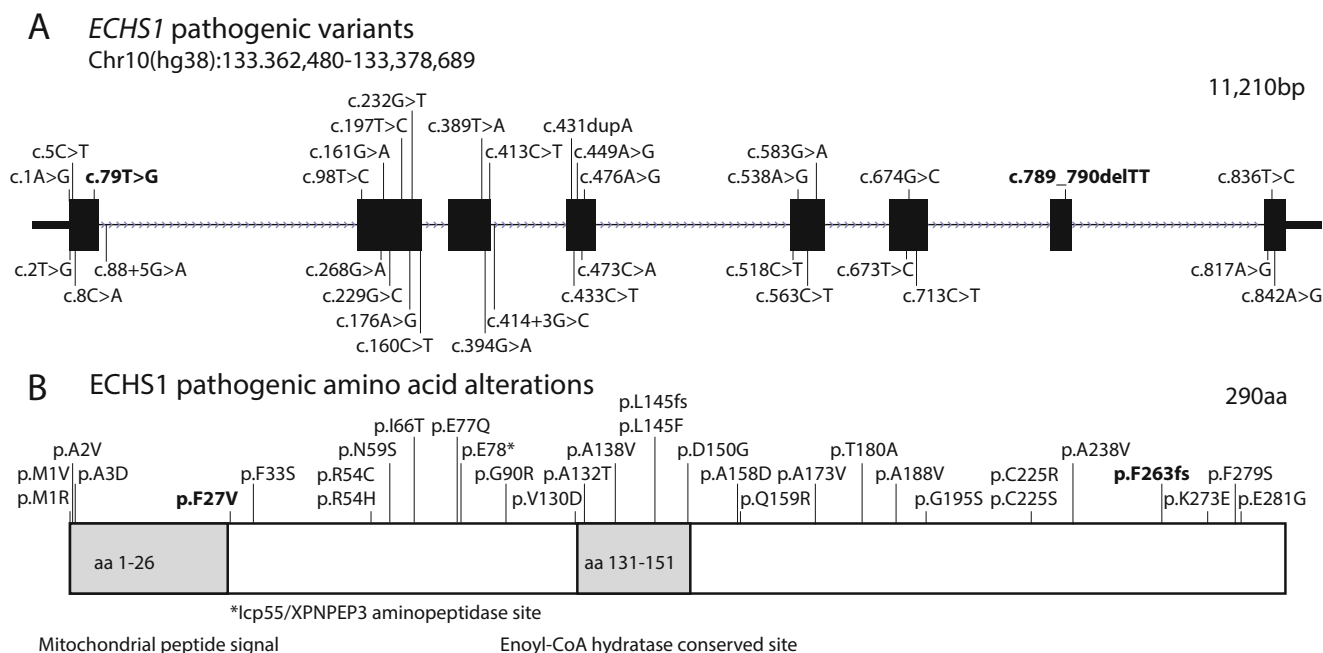 A ECHS1 pathogenic variants
Chr10(hg38):133.362,480-133,378,689
11,210bp
c.232G>T
c.197T>C c.389T>A c.431dupA
c.5C>T c.161G>A c.413C>T c.449A>G c.583G>A
c.1A>G c.79T>G c.98T>C c.476A>G c.538A>G c.674G>C c.789_790delTT c.836T>C
c.2T>G c.88+5G>A c.268G>A c.473C>A c.518C>T c.673T>C c.817A>G
c.8C>A c.229G>C c.433C>T c.563C>T c.713C>T c.842A>G
c.176A>G c.414+3G>C
c.160C>T c.394G>A
B ECHS1 pathogenic amino acid alterations
290aa
p.L145fs
p.I66T p.E77Q p.L145F
p.A2V p.N59S p.E78* p.A138V p.D150G p.T180A p.A238V
p.M1V p.A3D p.F33S p.R54C p.G90R p.A132T p.A158D p.A173V p.A188V p.C225R p.F263fs p.F279S
p.M1R p.F27V p.R54H p.V130D p.Q159R p.G195S p.C225S p.K273E p.E281G
aa 1-26 aa 131-151
*Icp55/XPNPEP3 aminopeptidase site
Mitochondrial peptide signal Enoyl-CoA hydratase conserved site